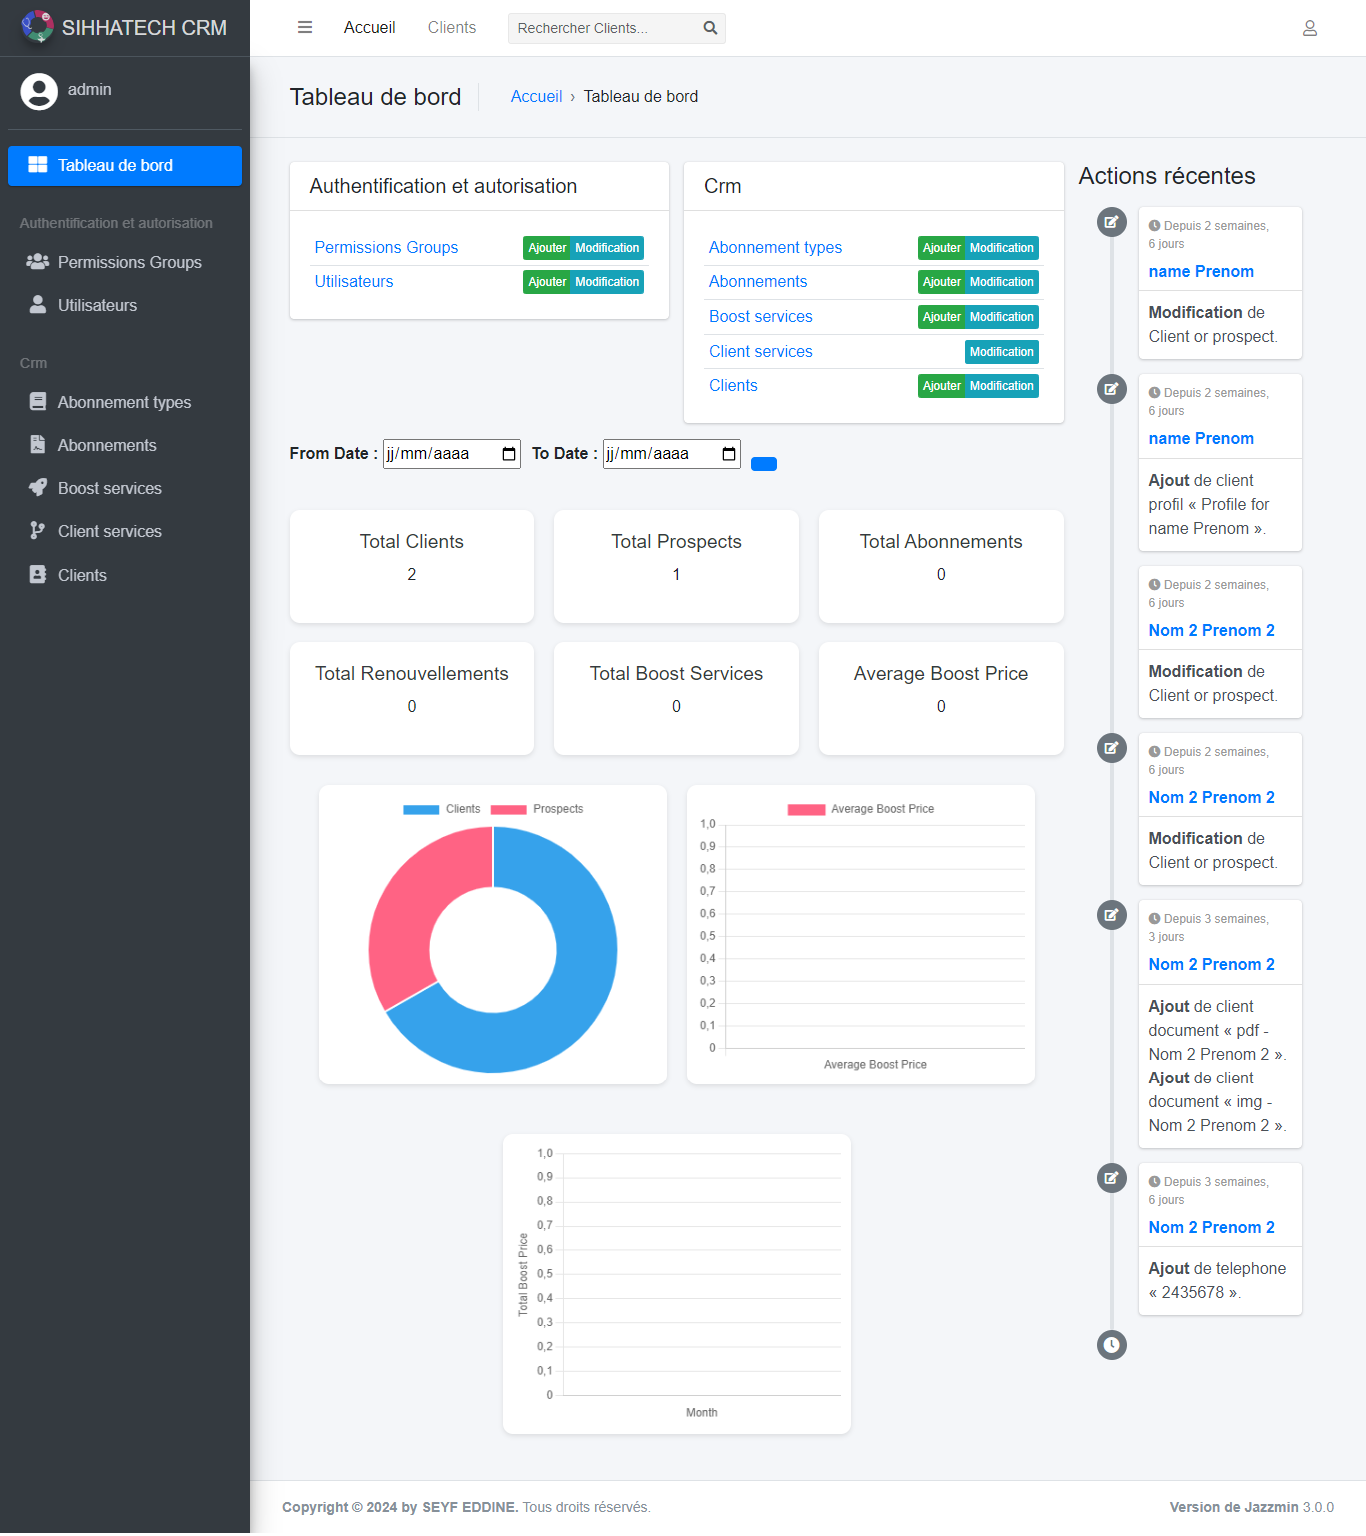 SIHHATECH CRM
admin
Tableau de bord
Authentification et autorisation
Permissions Groups
Utilisateurs
Crm
Abonnement types
Abonnements
Boost services
Client services
Clients
Accueil
Clients
Rechercher Clients...
Tableau de bord
Accueil › Tableau de bord
Authentification et autorisation
Permissions Groups Ajouter Modification
Utilisateurs Ajouter Modification
Crm
Abonnement types Ajouter Modification
Abonnements Ajouter Modification
Boost services Ajouter Modification
Client services Modification
Clients Ajouter Modification
From Date : jj/mm/aaaa To Date : jj/mm/aaaa
Total Clients
2
Total Prospects
1
Total Abonnements
0
Total Renouvellements
0
Total Boost Services
0
Average Boost Price
0
Clients Prospects
Average Boost Price
1,0
0,9
0,8
0,7
0,6
0,5
0,4
0,3
0,2
0,1
0
Average Boost Price
Total Boost Price
1,0
0,9
0,8
0,7
0,6
0,5
0,4
0,3
0,2
0,1
0
Month
Actions récentes
Depuis 2 semaines,
6 jours
name Prenom
Modification de
Client or prospect.
Depuis 2 semaines,
6 jours
name Prenom
Ajout de client
profil « Profile for
name Prenom ».
Depuis 2 semaines,
6 jours
Nom 2 Prenom 2
Modification de
Client or prospect.
Depuis 2 semaines,
6 jours
Nom 2 Prenom 2
Modification de
Client or prospect.
Depuis 3 semaines,
3 jours
Nom 2 Prenom 2
Ajout de client
document « pdf -
Nom 2 Prenom 2 ».
Ajout de client
document « img -
Nom 2 Prenom 2 ».
Depuis 3 semaines,
6 jours
Nom 2 Prenom 2
Ajout de telephone
« 2435678 ».
Copyright © 2024 by SEYF EDDINE. Tous droits réservés.
Version de Jazzmin 3.0.0